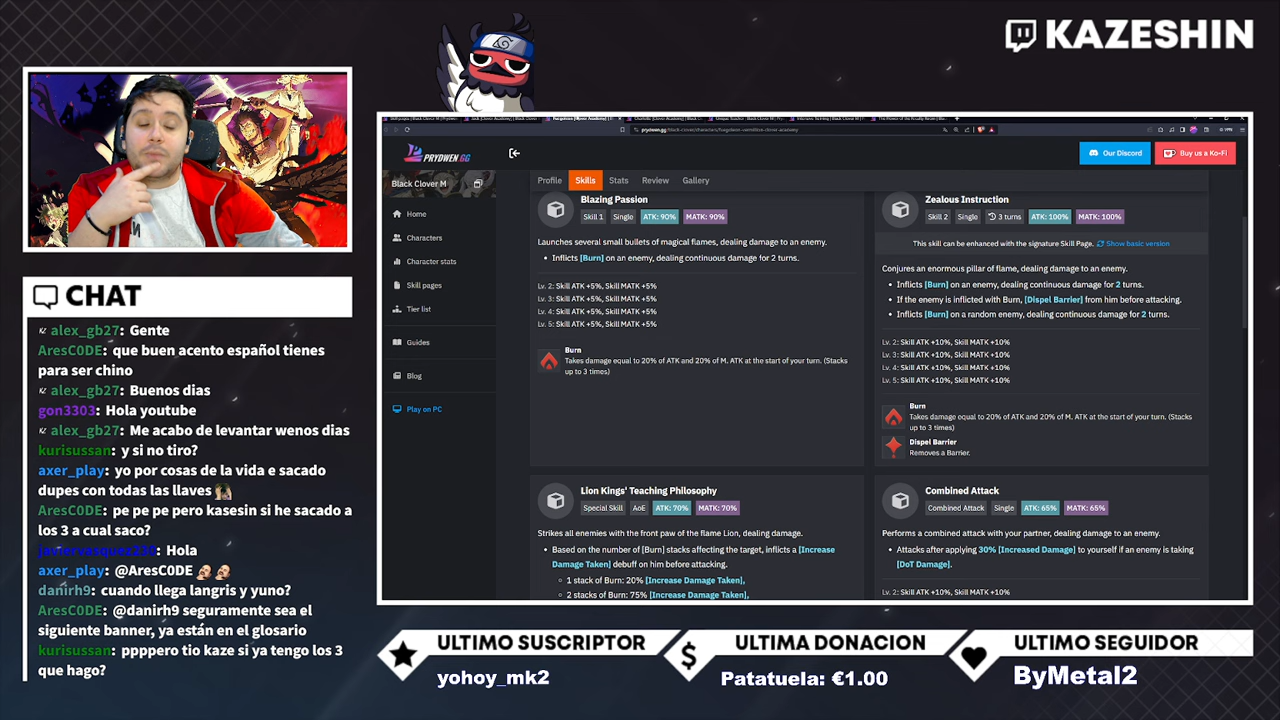 KAZESHIN
prydwen.gg
PRYDWEN.GG
Our Discord
Buy us a Ko-Fi
Black Clover M
Home
Characters
Character stats
Skill pages
Tier list
Guides
Blog
Play on PC
Profile
Skills
Stats
Review
Gallery
Blazing Passion
Skill 1
Single
ATK: 90%
MATK: 90%
Launches several small bullets of magical flames, dealing damage to an enemy.
• Inflicts [Burn] on an enemy, dealing continuous damage for 2 turns.
Lv. 2: Skill ATK +5%, Skill MATK +5%
Lv. 3: Skill ATK +5%, Skill MATK +5%
Lv. 4: Skill ATK +5%, Skill MATK +5%
Lv. 5: Skill ATK +5%, Skill MATK +5%
Burn
Takes damage equal to 20% of ATK and 20% of M. ATK at the start of your turn. (Stacks
up to 3 times)
Zealous Instruction
Skill 2
Single
3 turns
ATK: 100%
MATK: 100%
This skill can be enhanced with the signature Skill Page.
Show basic version
Conjures an enormous pillar of flame, dealing damage to an enemy.
• Inflicts [Burn] on an enemy, dealing continuous damage for 2 turns.
• If the enemy is inflicted with Burn, [Dispel Barrier] from him before attacking.
• Inflicts [Burn] on a random enemy, dealing continuous damage for 2 turns.
Lv. 2: Skill ATK +10%, Skill MATK +10%
Lv. 3: Skill ATK +10%, Skill MATK +10%
Lv. 4: Skill ATK +10%, Skill MATK +10%
Lv. 5: Skill ATK +10%, Skill MATK +10%
Burn
Takes damage equal to 20% of ATK and 20% of M. ATK at the start of your turn. (Stacks
up to 3 times)
Dispel Barrier
Removes a Barrier.
Lion Kings' Teaching Philosophy
Special Skill
AoE
ATK: 70%
MATK: 70%
Strikes all enemies with the front paw of the flame Lion, dealing damage.
• Based on the number of [Burn] stacks affecting the target, inflicts a [Increase
Damage Taken] debuff on him before attacking.
1 stack of Burn: 20% [Increase Damage Taken],
2 stacks of Burn: 75% [Increase Damage Taken],
Combined Attack
Combined Attack
Single
ATK: 65%
MATK: 65%
Performs a combined attack with your partner, dealing damage to an enemy.
• Attacks after applying 30% [Increased Damage] to yourself if an enemy is taking
[DoT Damage].
Lv. 2: Skill ATK +10%, Skill MATK +10%
CHAT
alex_gb27: Gente
AresC0DE: que buen acento español tienes
para ser chino
alex_gb27: Buenos dias
gon3303: Hola youtube
alex_gb27: Me acabo de levantar wenos dias
kurisussan: y si no tiro?
axer_play: yo por cosas de la vida e sacado
dupes con todas las llaves
AresC0DE: pe pe pe pero kasesin si he sacado a
los 3 a cual saco?
javiervasquez230: Hola
axer_play: @AresC0DE
danirh9: cuando llega langris y yuno?
AresC0DE: @danirh9 seguramente sea el
siguiente banner, ya están en el glosario
kurisussan: ppppero tio kaze si ya tengo los 3
que hago?
ULTIMO SUSCRIPTOR
yohoy_mk2
ULTIMA DONACION
Patatuela: €1.00
ULTIMO SEGUIDOR
ByMetal2